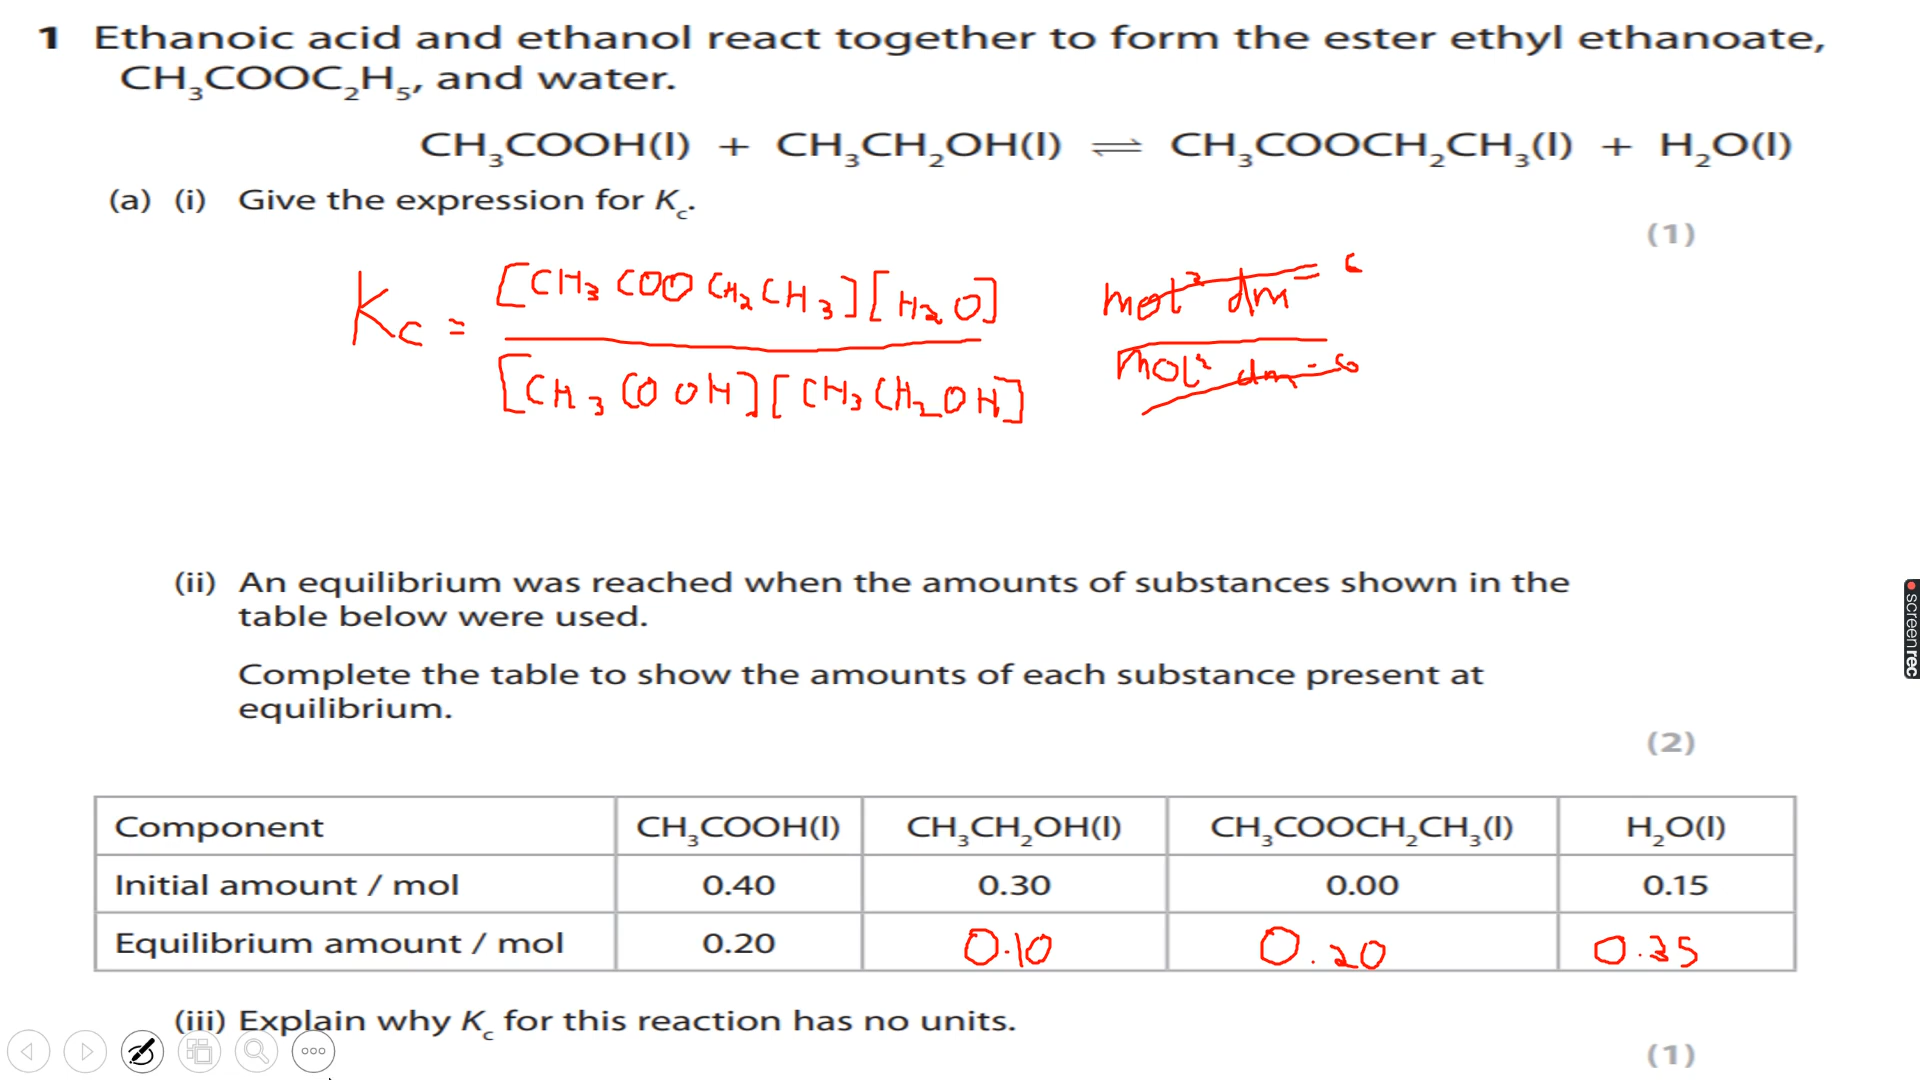 1 Ethanoic acid and ethanol react together to form the ester ethyl ethanoate,
CH₃COOC₂H₅, and water.
CH₃COOH(l) + CH₃CH₂OH(l) ⇌ CH₃COOCH₂CH₃(l) + H₂O(l)
(a) (i) Give the expression for K꜀.
(1)
Kc = [CH₃COOCH₂CH₃][H₂O] mol² dm⁻⁶
[CH₃COOH][CH₃CH₂OH] mol² dm⁻⁶
(ii) An equilibrium was reached when the amounts of substances shown in the
table below were used.
Complete the table to show the amounts of each substance present at
equilibrium.
(2)
Component CH₃COOH(l) CH₃CH₂OH(l) CH₃COOCH₂CH₃(l) H₂O(l)
Initial amount / mol 0.40 0.30 0.00 0.15
Equilibrium amount / mol 0.20 0.10 0.20 0.35
(iii) Explain why K꜀ for this reaction has no units.
(1)
screenrec